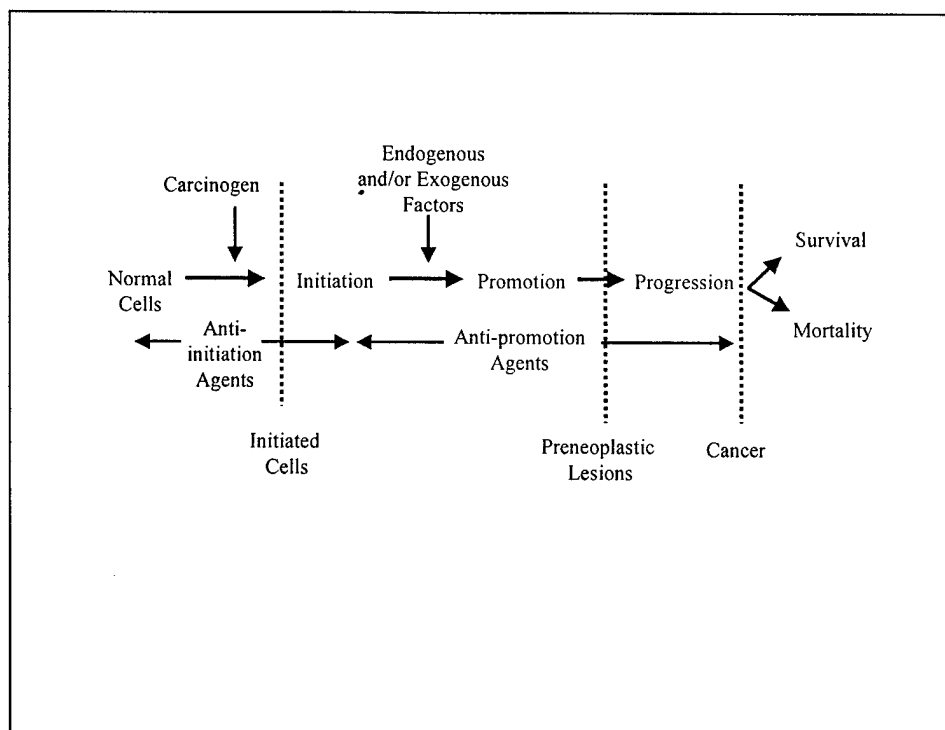 Endogenous
and/or Exogenous
Factors
Carcinogen
Survival
Normal
Cells
Initiation
Promotion
Progression
Mortality
Anti-
initiation
Agents
Anti-promotion
Agents
Initiated
Cells
Preneoplastic
Lesions
Cancer